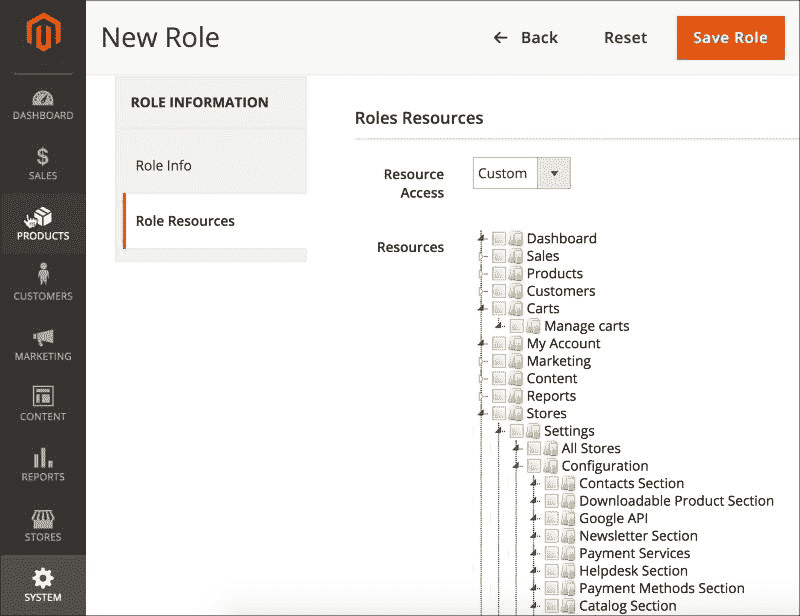 New Role
Back
Reset
Save Role
DASHBOARD
SALES
PRODUCTS
CUSTOMERS
MARKETING
CONTENT
REPORTS
STORES
SYSTEM
ROLE INFORMATION
Role Info
Role Resources
Roles Resources
Resource
Access
Custom
Resources
Dashboard
Sales
Products
Customers
Carts
Manage carts
My Account
Marketing
Content
Reports
Stores
Settings
All Stores
Configuration
Contacts Section
Downloadable Product Section
Google API
Newsletter Section
Payment Services
Helpdesk Section
Payment Methods Section
Catalog Section